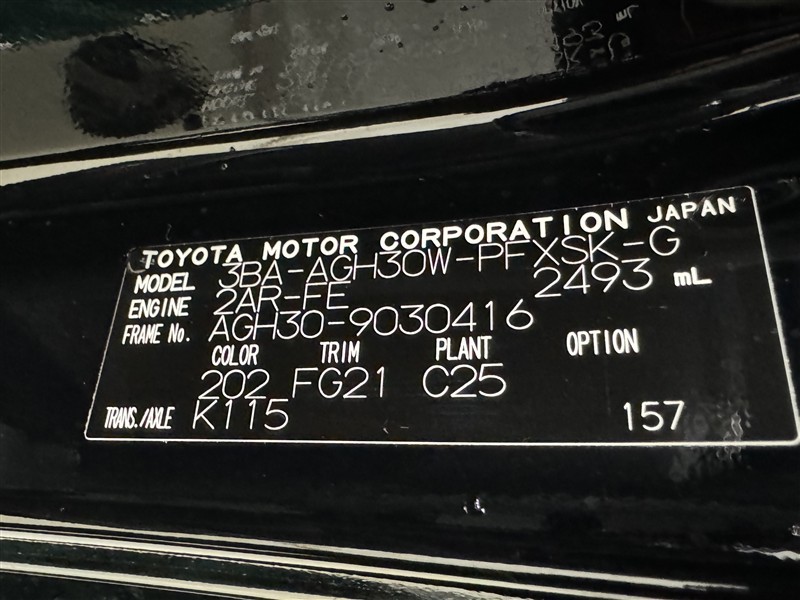 TOYOTA MOTOR CORPORATION JAPAN
MODEL 3BA-AGH30W-PFXSK-G
ENGINE 2AR-FE 2493 mL
FRAME No. AGH30-9030416
COLOR TRIM PLANT OPTION
202 FG21 C25
TRANS./AXLE K115 157